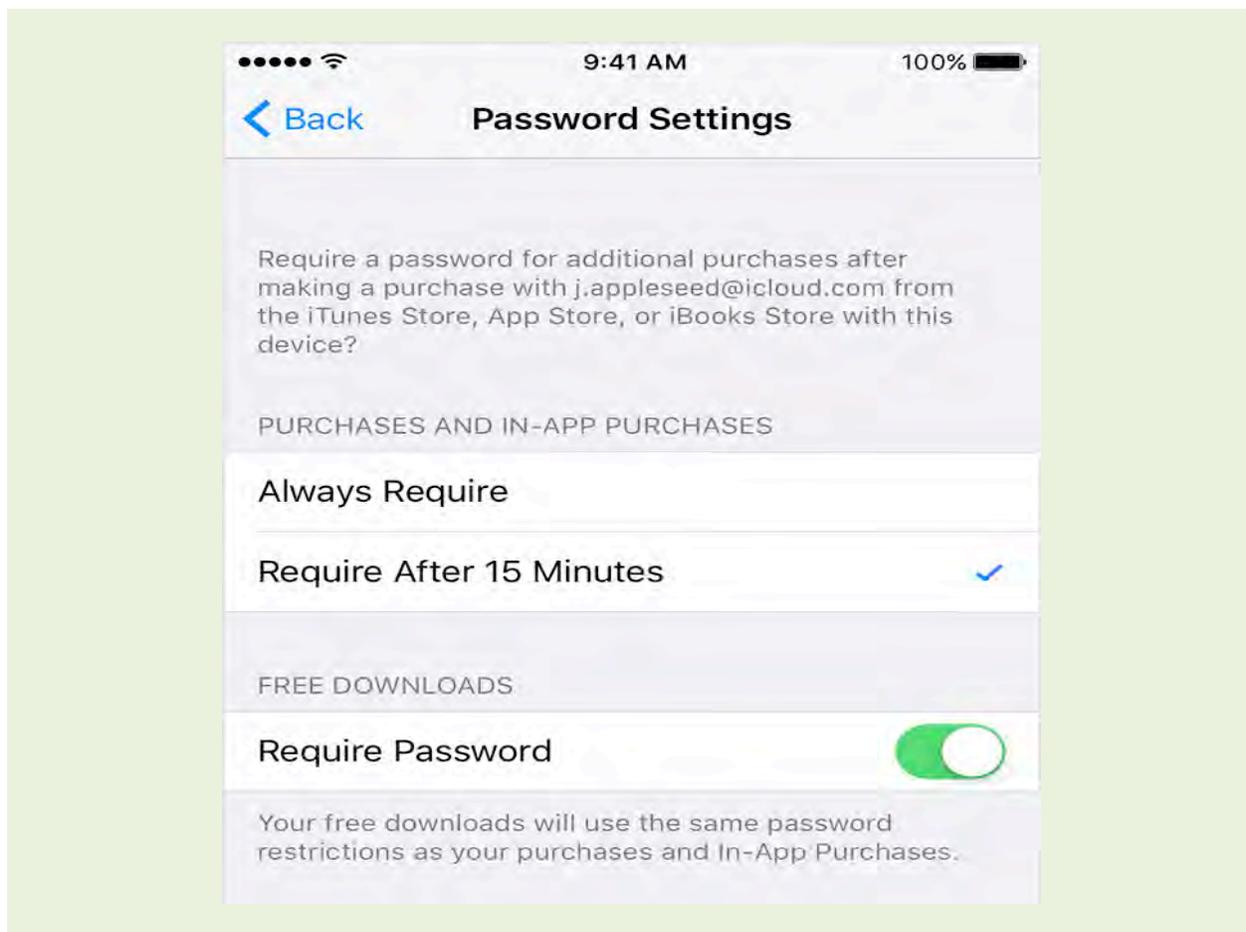 9:41 AM 100%
Back Password Settings
Require a password for additional purchases after
making a purchase with j.appleseed@icloud.com from
the iTunes Store, App Store, or iBooks Store with this
device?
PURCHASES AND IN-APP PURCHASES
Always Require
Require After 15 Minutes
FREE DOWNLOADS
Require Password
Your free downloads will use the same password
restrictions as your purchases and In-App Purchases.